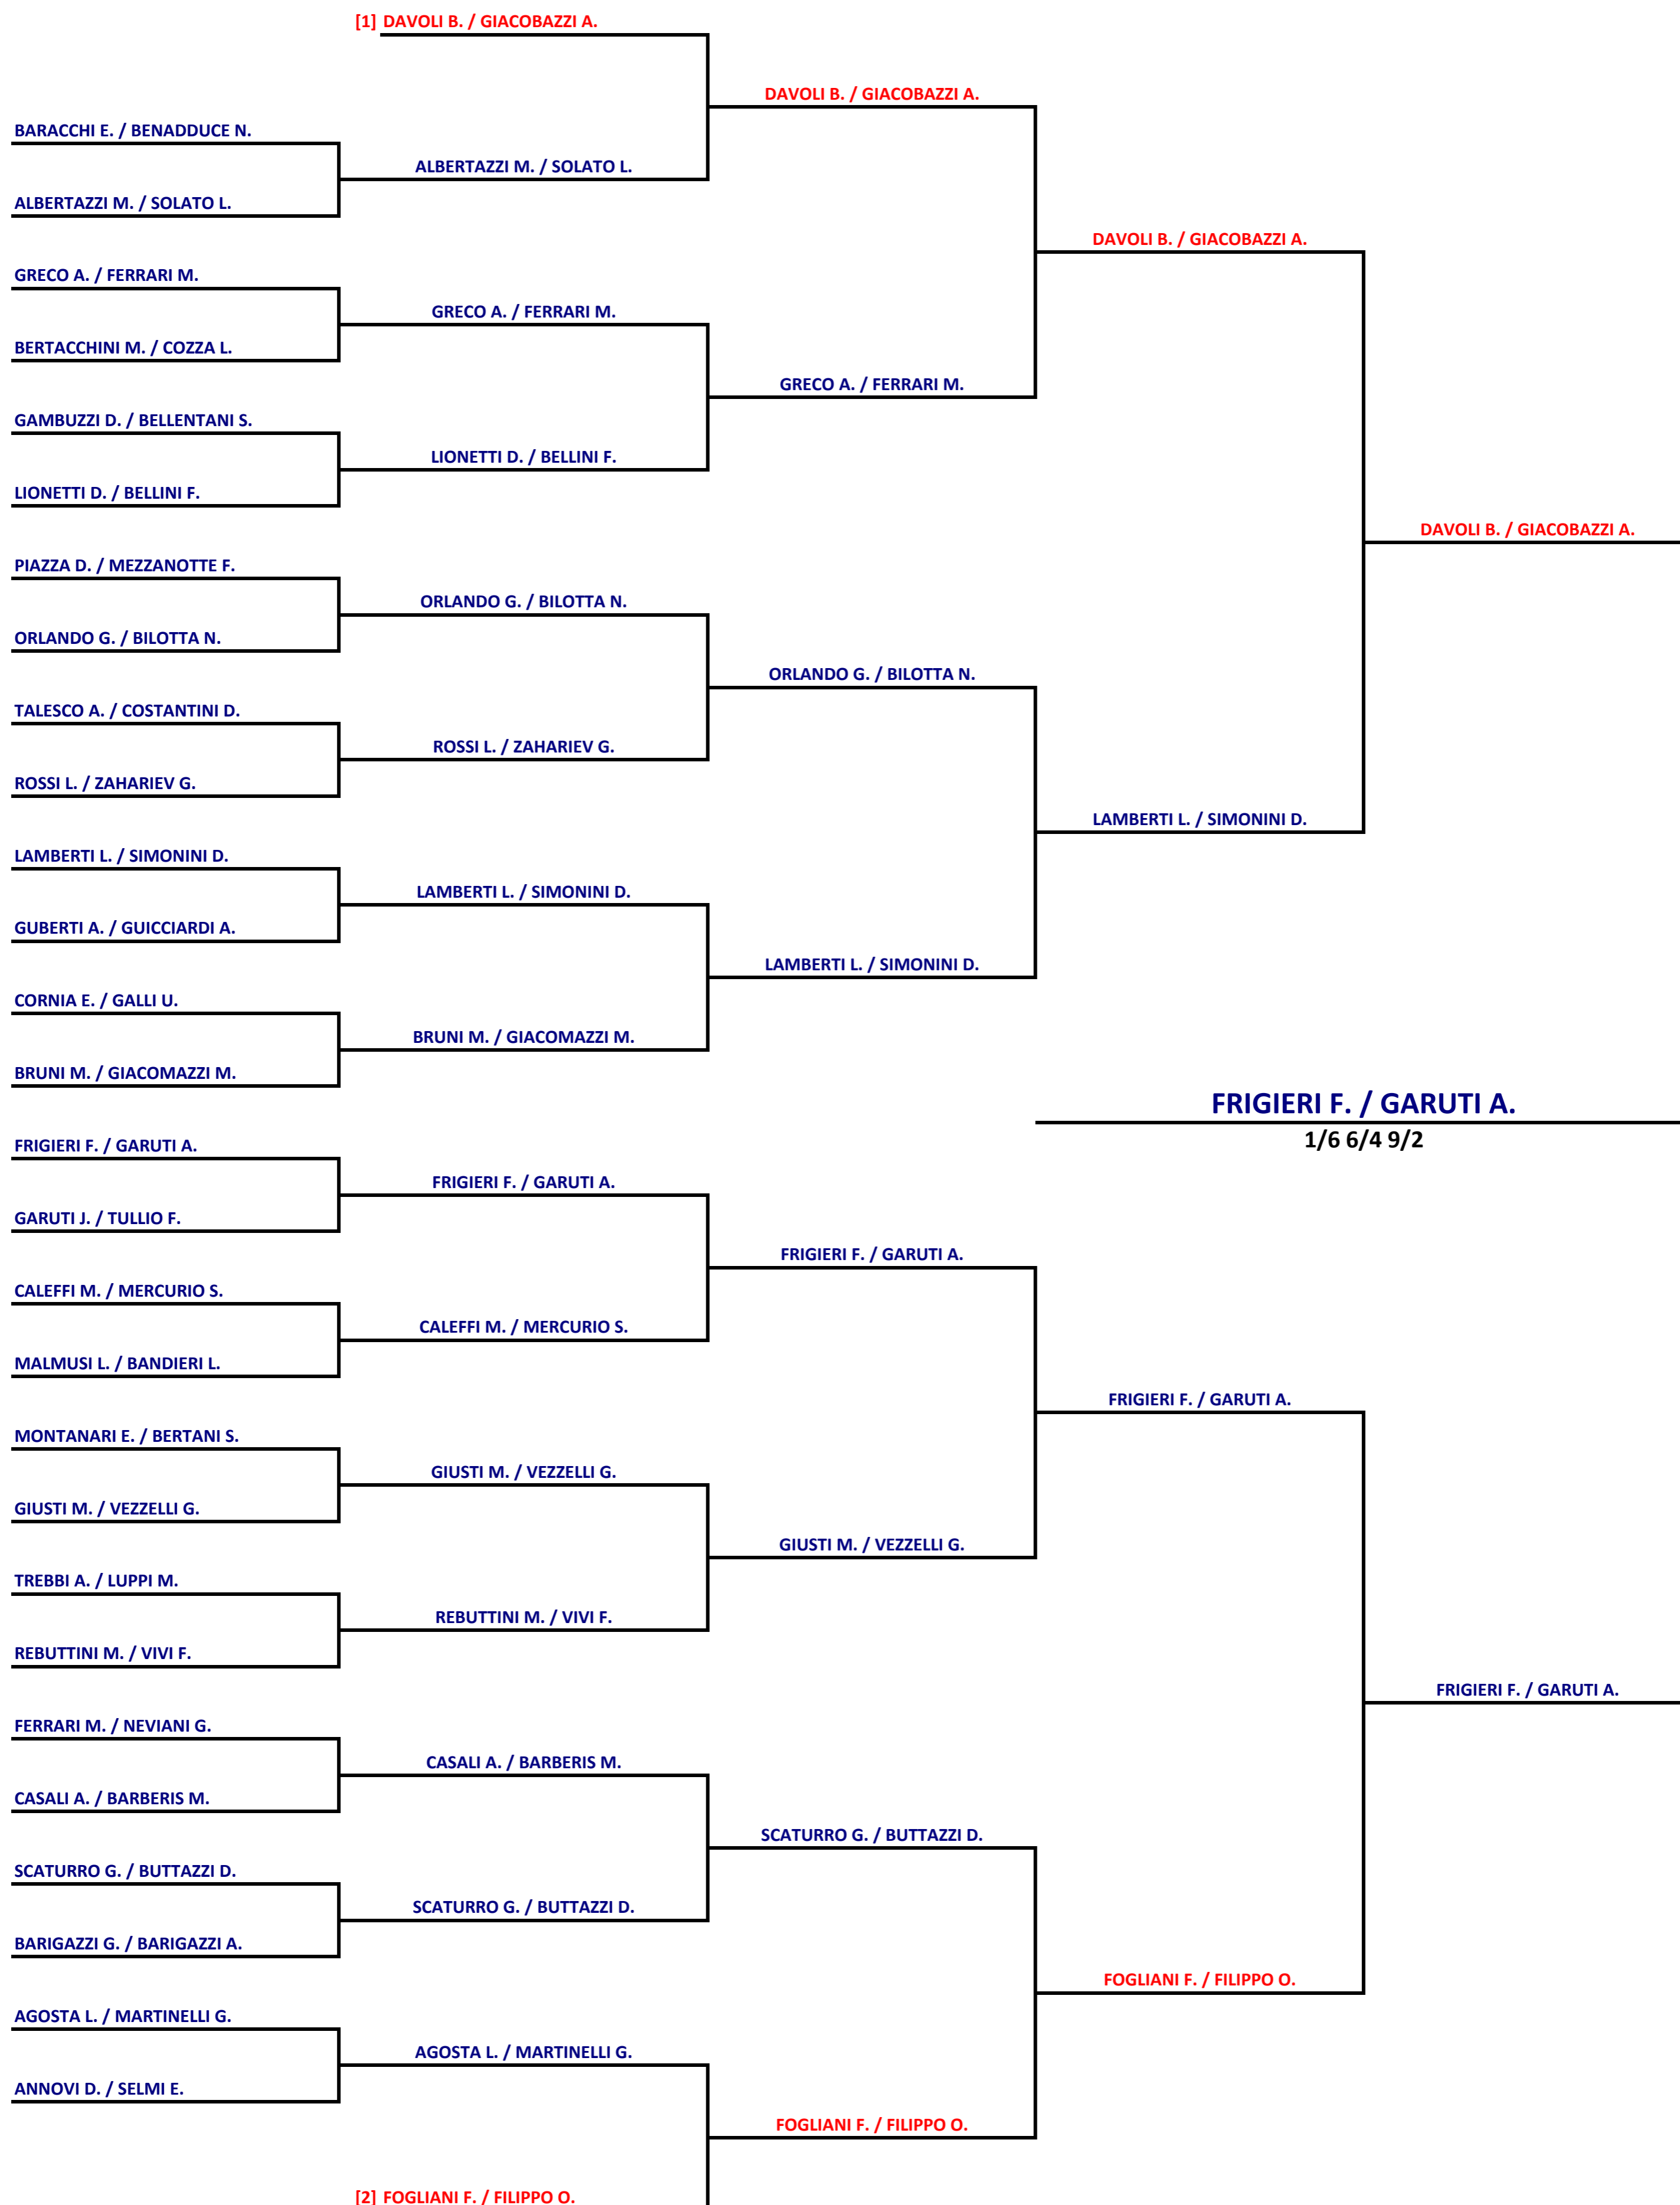 [1] DAVOLI B. / GIACOBAZZI A.
DAVOLI B. / GIACOBAZZI A.
BARACCHI E. / BENADDUCE N.
ALBERTAZZI M. / SOLATO L.
ALBERTAZZI M. / SOLATO L.
DAVOLI B. / GIACOBAZZI A.
GRECO A. / FERRARI M.
GRECO A. / FERRARI M.
BERTACCHINI M. / COZZA L.
GRECO A. / FERRARI M.
GAMBUZZI D. / BELLENTANI S.
LIONETTI D. / BELLINI F.
LIONETTI D. / BELLINI F.
DAVOLI B. / GIACOBAZZI A.
PIAZZA D. / MEZZANOTTE F.
ORLANDO G. / BILOTTA N.
ORLANDO G. / BILOTTA N.
ORLANDO G. / BILOTTA N.
TALESCO A. / COSTANTINI D.
ROSSI L. / ZAHARIEV G.
ROSSI L. / ZAHARIEV G.
LAMBERTI L. / SIMONINI D.
LAMBERTI L. / SIMONINI D.
LAMBERTI L. / SIMONINI D.
GUBERTI A. / GUICCIARDI A.
LAMBERTI L. / SIMONINI D.
CORNIA E. / GALLI U.
BRUNI M. / GIACOMAZZI M.
BRUNI M. / GIACOMAZZI M.
FRIGIERI F. / GARUTI A.
1/6 6/4 9/2
FRIGIERI F. / GARUTI A.
FRIGIERI F. / GARUTI A.
GARUTI J. / TULLIO F.
FRIGIERI F. / GARUTI A.
CALEFFI M. / MERCURIO S.
CALEFFI M. / MERCURIO S.
MALMUSI L. / BANDIERI L.
FRIGIERI F. / GARUTI A.
MONTANARI E. / BERTANI S.
GIUSTI M. / VEZZELLI G.
GIUSTI M. / VEZZELLI G.
GIUSTI M. / VEZZELLI G.
TREBBI A. / LUPPI M.
REBUTTINI M. / VIVI F.
REBUTTINI M. / VIVI F.
FRIGIERI F. / GARUTI A.
FERRARI M. / NEVIANI G.
CASALI A. / BARBERIS M.
CASALI A. / BARBERIS M.
SCATURRO G. / BUTTAZZI D.
SCATURRO G. / BUTTAZZI D.
SCATURRO G. / BUTTAZZI D.
BARIGAZZI G. / BARIGAZZI A.
FOGLIANI F. / FILIPPO O.
AGOSTA L. / MARTINELLI G.
AGOSTA L. / MARTINELLI G.
ANNOVI D. / SELMI E.
FOGLIANI F. / FILIPPO O.
[2] FOGLIANI F. / FILIPPO O.